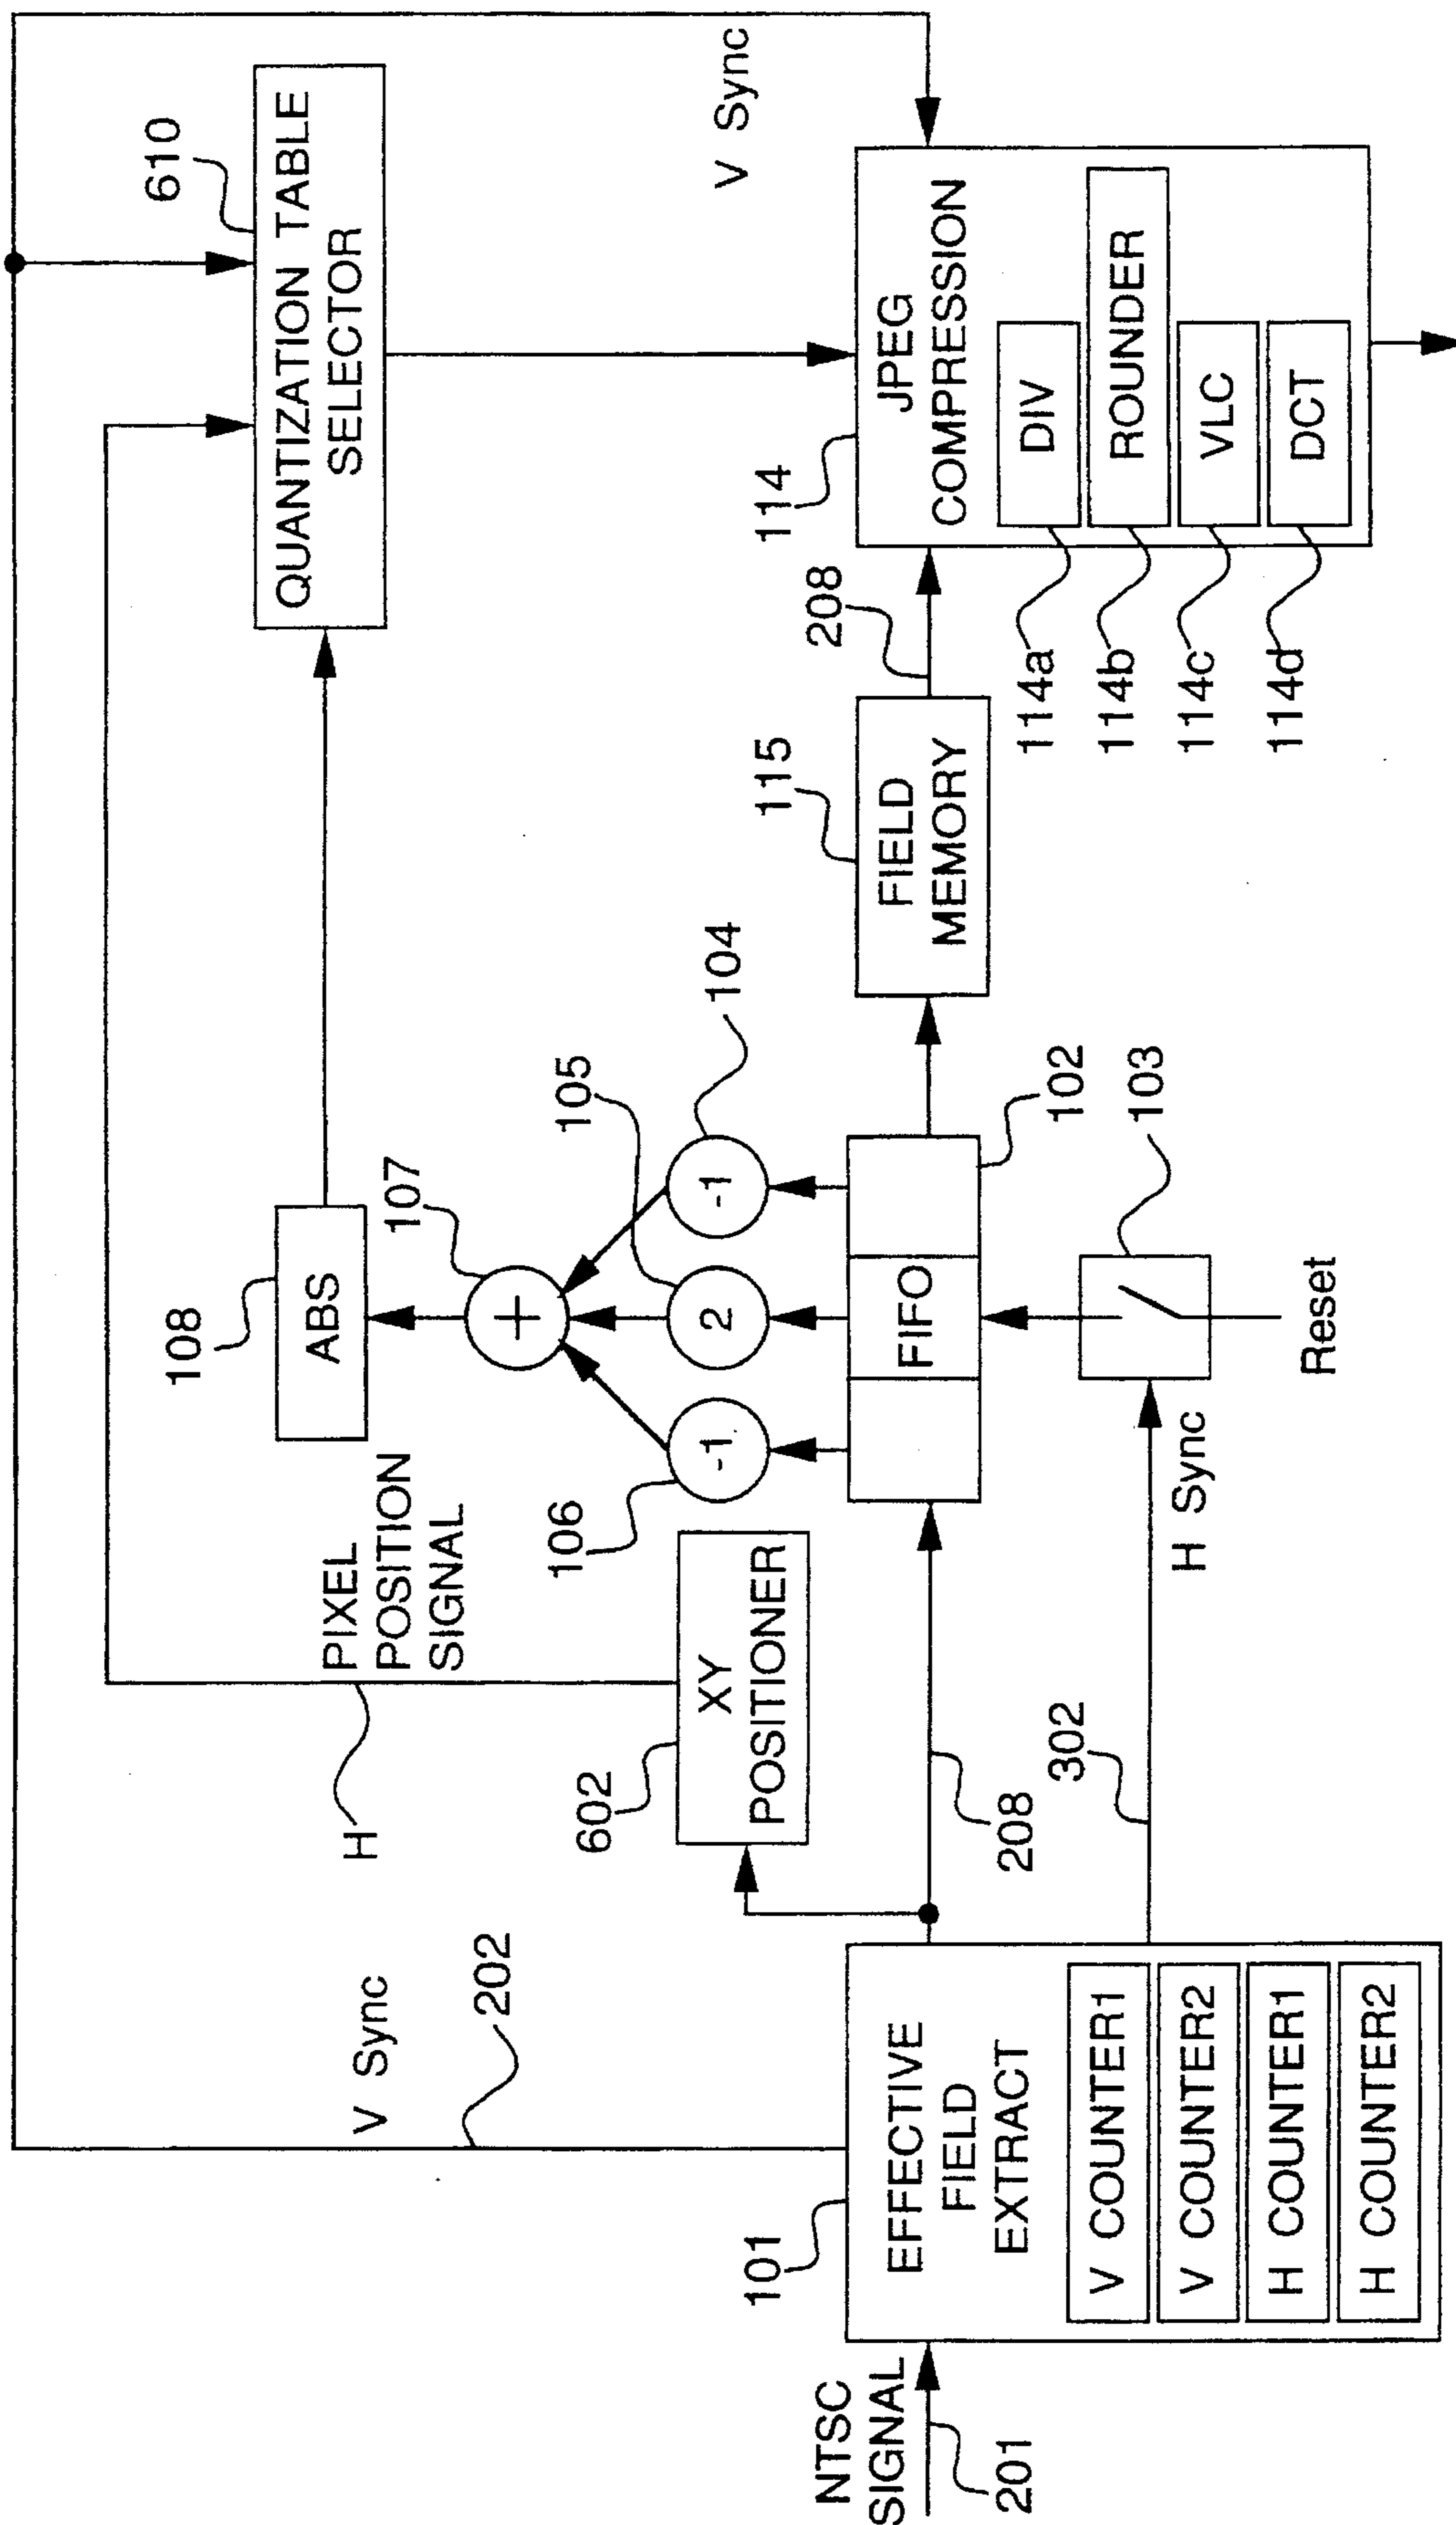 V Sync
202
H
PIXEL
POSITION
SIGNAL
610
QUANTIZATION TABLE
SELECTOR
108
ABS
107
+
105
104
106
-1
2
-1
602
XY
POSITIONER
V Sync
NTSC
SIGNAL
201
101
EFFECTIVE
FIELD
EXTRACT
V COUNTER1
V COUNTER2
H COUNTER1
H COUNTER2
208
302
FIFO
102
H Sync
103
Reset
115
FIELD
MEMORY
208
114
JPEG
COMPRESSION
DIV
ROUNDER
VLC
DCT
114a
114b
114c
114d